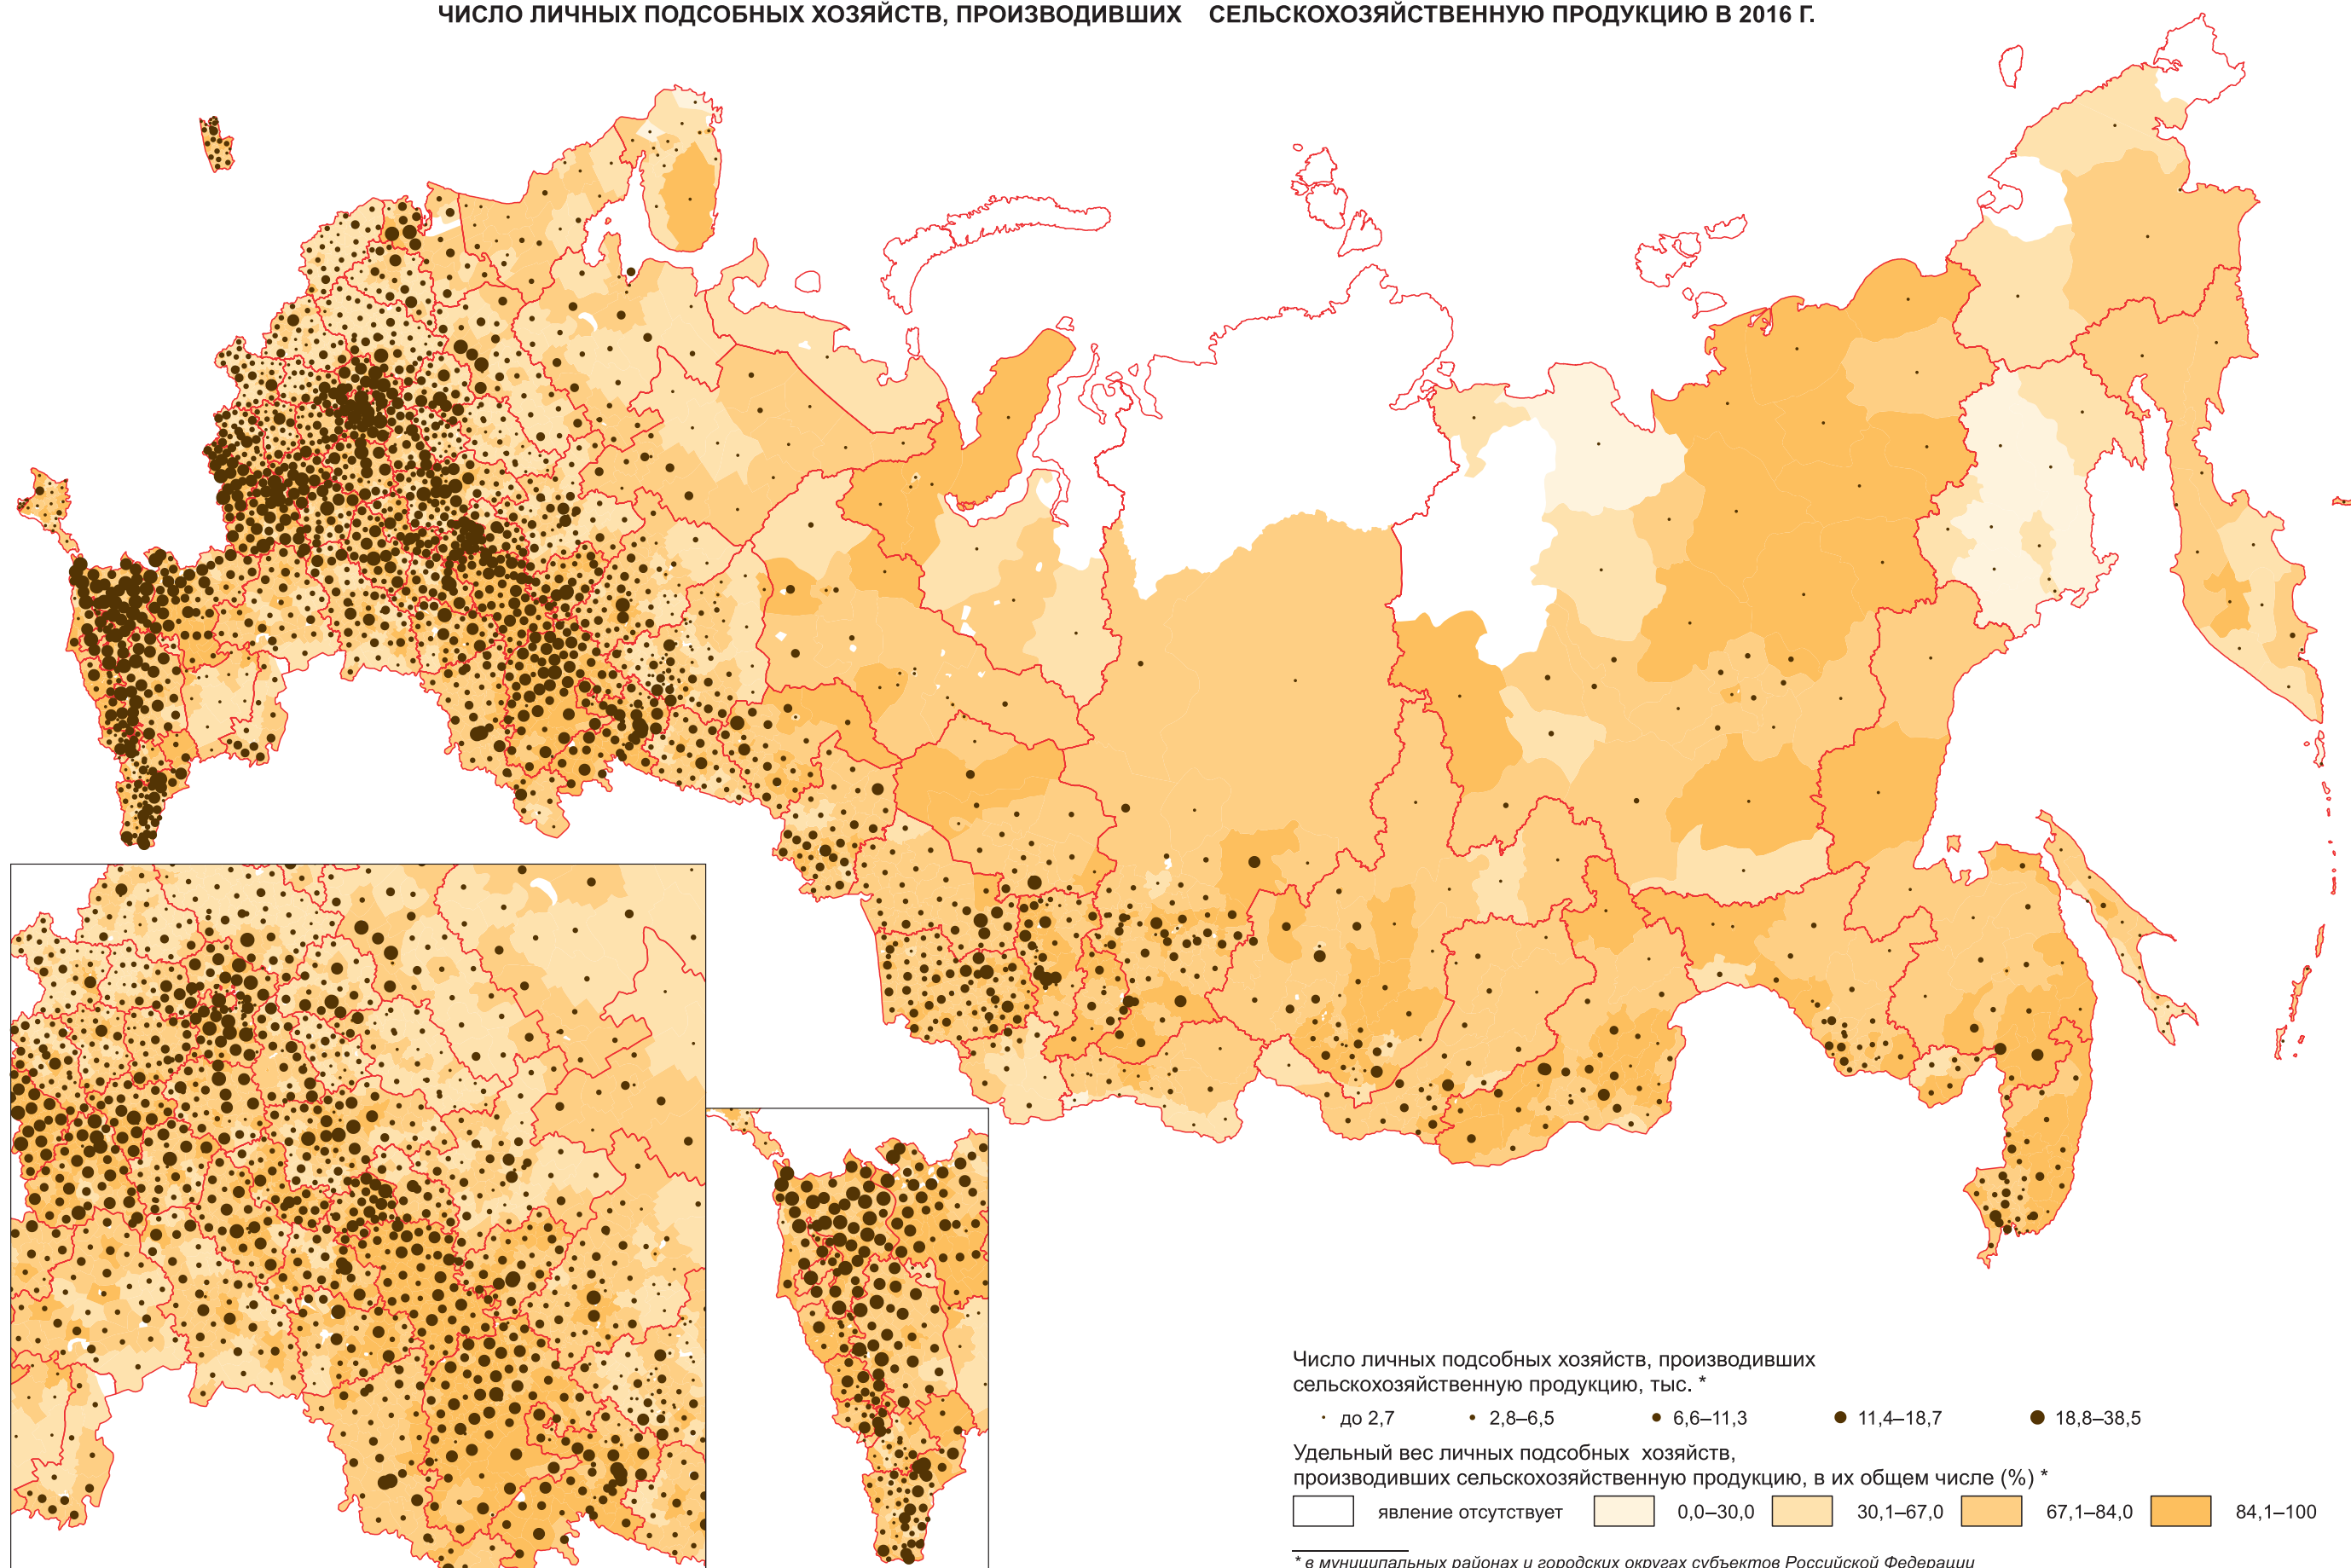 ЧИСЛО ЛИЧНЫХ ПОДСОБНЫХ ХОЗЯЙСТВ, ПРОИЗВОДИВШИХ СЕЛЬСКОХОЗЯЙСТВЕННУЮ ПРОДУКЦИЮ В 2016 Г.
Число личных подсобных хозяйств, производивших
сельскохозяйственную продукцию, тыс. *
до 2,7 2,8–6,5 6,6–11,3 11,4–18,7 18,8–38,5
Удельный вес личных подсобных хозяйств,
производивших сельскохозяйственную продукцию, в их общем числе (%) *
явление отсутствует 0,0–30,0 30,1–67,0 67,1–84,0 84,1–100
* в муниципальных районах и городских округах субъектов Российской Федерации